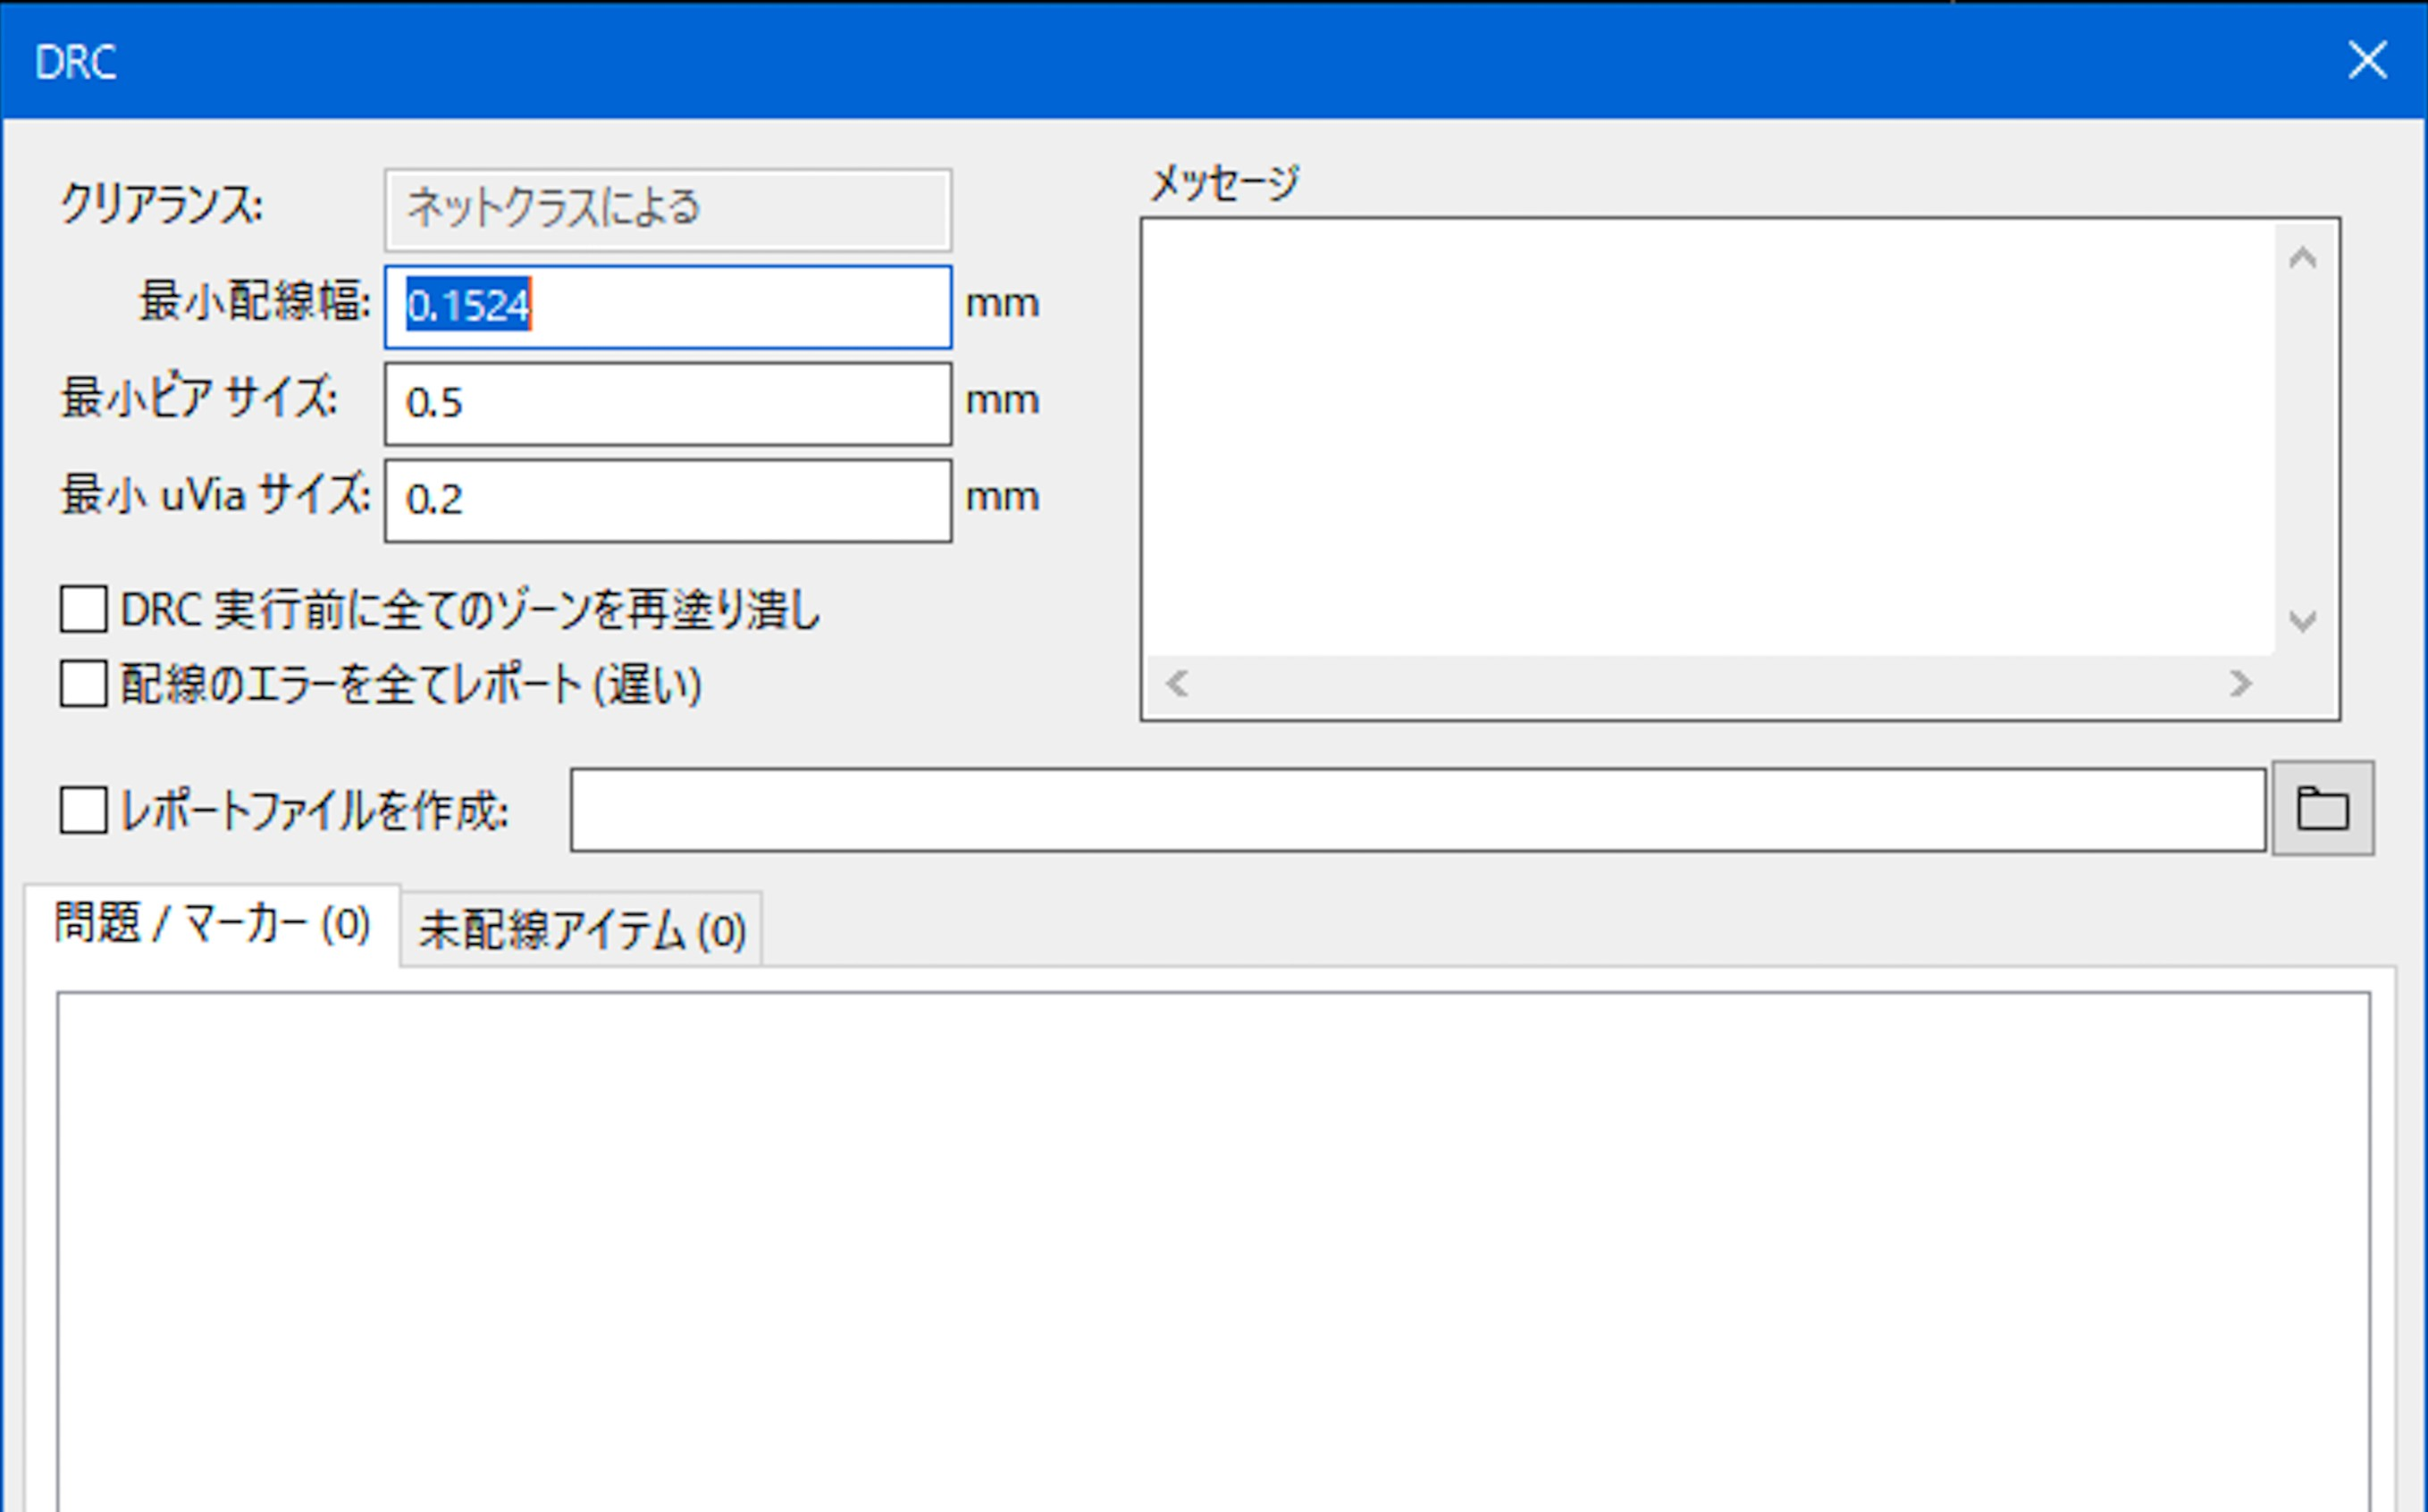 DRC
クリアランス: ネットクラスによる
最小配線幅: 0.1524 mm
最小ビア サイズ: 0.5 mm
最小 uVia サイズ: 0.2 mm
DRC 実行前に全てのゾーンを再塗り潰し
配線のエラーを全てレポート (遅い)
メッセージ
レポートファイルを作成:
問題 / マーカー (0) 未配線アイテム (0)